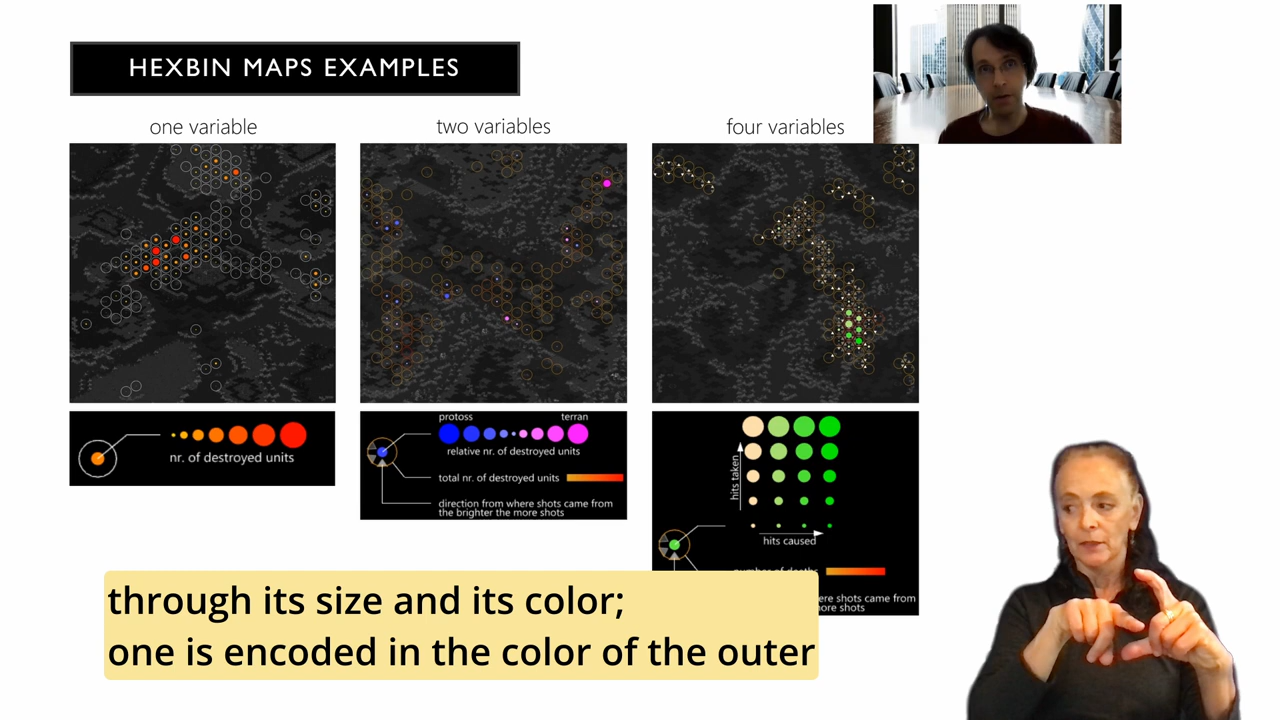 HEXBIN MAPS EXAMPLES
one variable
two variables
four variables
nr. of destroyed units
protoss
terran
relative nr. of destroyed units
total nr. of destroyed units
direction from where shots came from
the brighter the more shots
hits taken
hits caused
number of deaths
ere shots came from
ore shots
through its size and its color;
one is encoded in the color of the outer